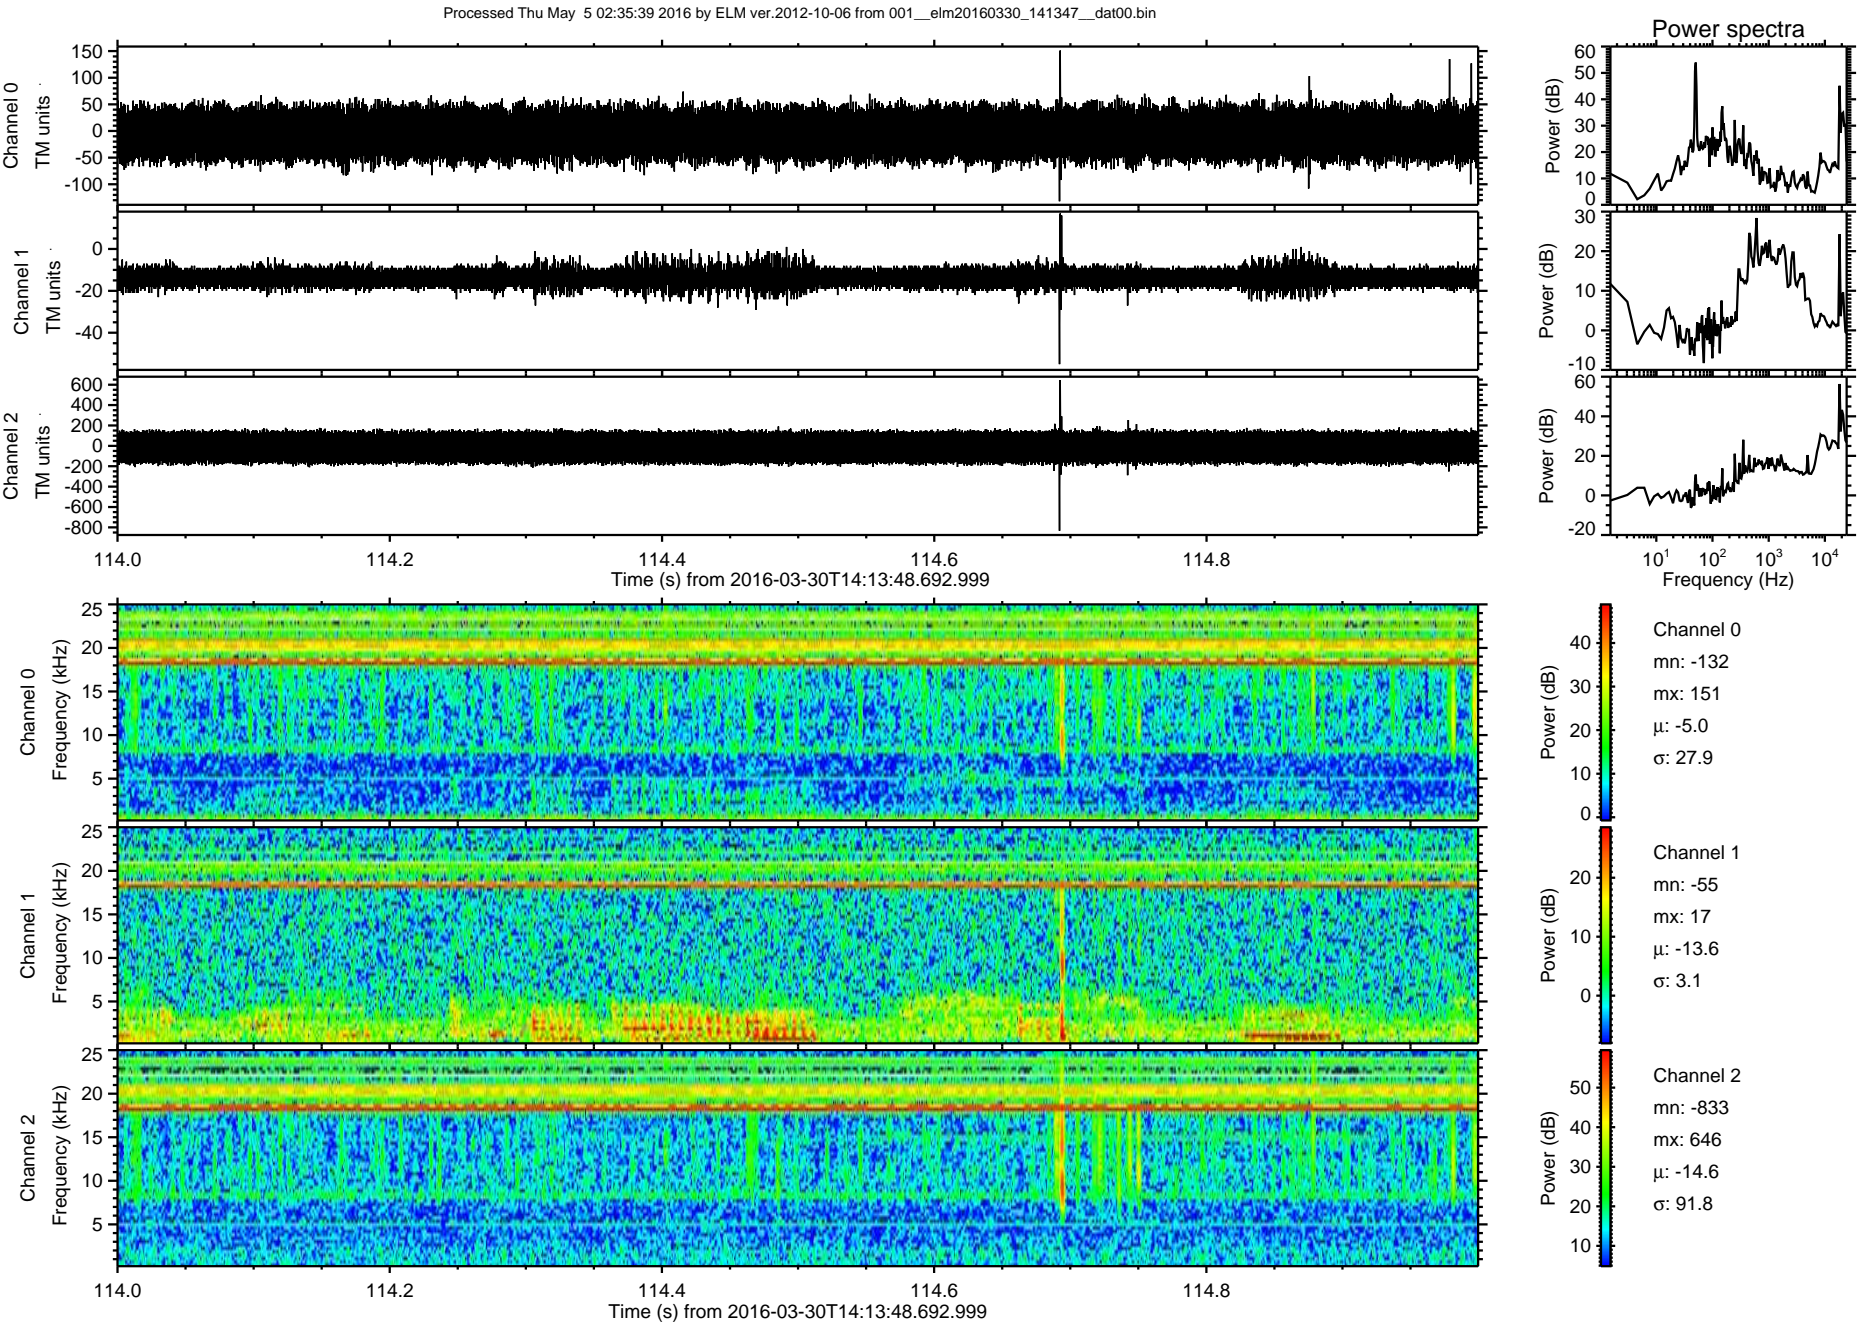 Processed Thu May  5 02:35:39 2016 by ELM ver.2012-10-06 from 001__elm20160330_141347__dat00.bin
Power spectra
Channel 0
TM units
150
100
50
0
-50
-100
Power (dB)
60
50
40
30
20
10
0
Channel 1
TM units
0
-20
-40
Power (dB)
30
20
10
0
-10
Channel 2
TM units
600
400
200
0
-200
-400
-600
-800
Power (dB)
60
40
20
0
-20
114.0 114.2 114.4 114.6 114.8
Time (s) from 2016-03-30T14:13:48.692.999
10^1 10^2 10^3 10^4
Frequency (Hz)
Channel 0
Frequency (kHz)
25
20
15
10
5
Power (dB)
40
30
20
10
0
Channel 0
mn: -132
mx: 151
μ: -5.0
σ: 27.9
Channel 1
Frequency (kHz)
25
20
15
10
5
Power (dB)
20
10
0
Channel 1
mn: -55
mx: 17
μ: -13.6
σ: 3.1
Channel 2
Frequency (kHz)
25
20
15
10
5
Power (dB)
50
40
30
20
10
Channel 2
mn: -833
mx: 646
μ: -14.6
σ: 91.8
114.0 114.2 114.4 114.6 114.8
Time (s) from 2016-03-30T14:13:48.692.999